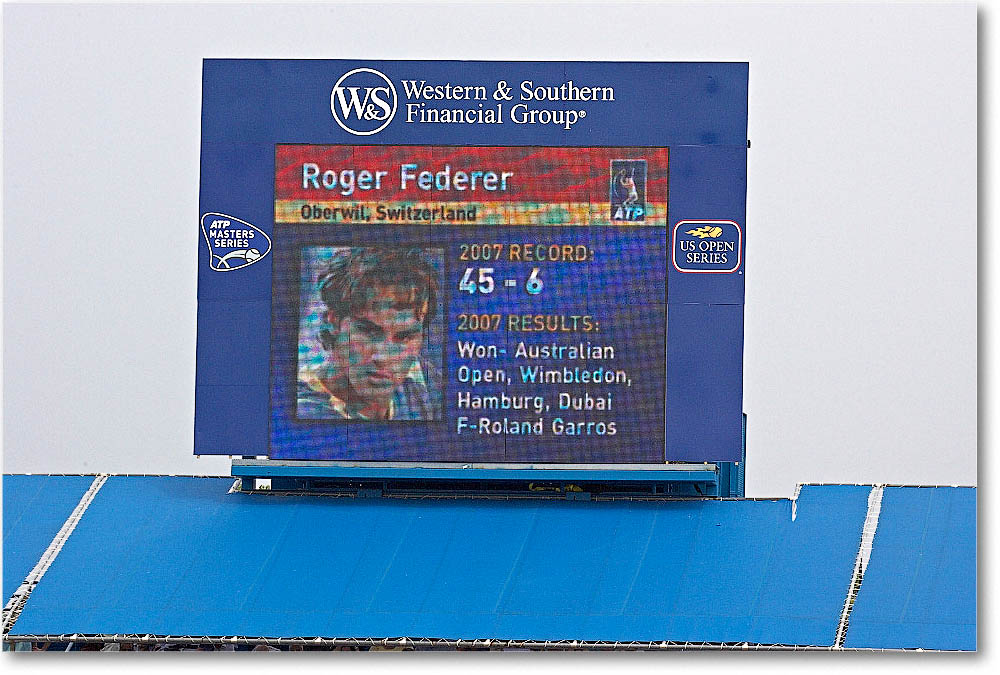 W&S Western & Southern
Financial Group®
Roger Federer
ATP
Oberwil, Switzerland
ATP
MASTERS
SERIES
2007 RECORD:
45 - 6
US OPEN
SERIES
2007 RESULTS:
Won- Australian
Open, Wimbledon,
Hamburg, Dubai
F-Roland Garros